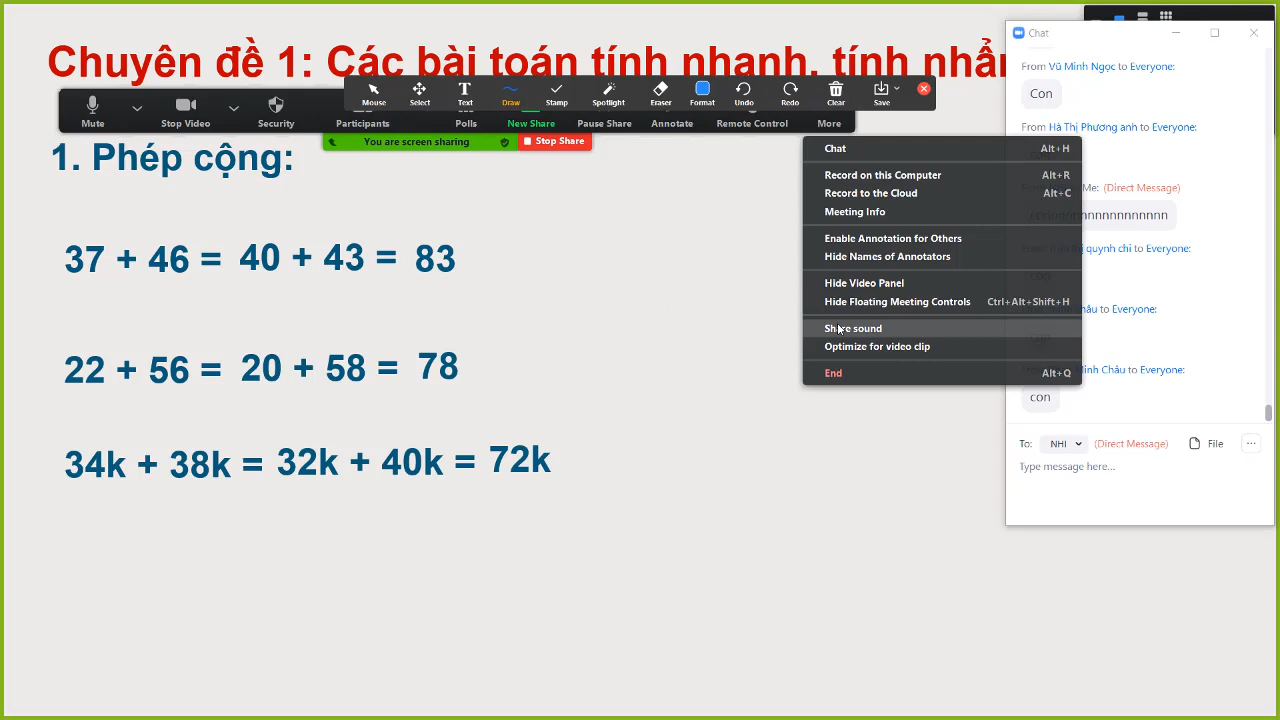 Chuyên đề 1: Các bài toán tính nhanh, tính nhẩm
Mouse Select Text Draw Stamp Spotlight Eraser Format Undo Redo Clear Save
Mute Stop Video Security Participants Polls New Share Pause Share Annotate Remote Control More
You are screen sharing Stop Share
1. Phép cộng:
37 + 46 = 40 + 43 = 83
22 + 56 = 20 + 58 = 78
34k + 38k = 32k + 40k = 72k
Chat Alt+H
Record on this Computer Alt+R
Record to the Cloud Alt+C
Meeting Info
Enable Annotation for Others
Hide Names of Annotators
Hide Video Panel
Hide Floating Meeting Controls Ctrl+Alt+Shift+H
Share sound
Optimize for video clip
End Alt+Q
Chat
From Vũ Minh Ngọc to Everyone:
Con
From Hà Thị Phương anh to Everyone:
Me: (Direct Message)
quynh chi to Everyone:
to Everyone:
Minh Châu to Everyone:
con
To: NHI (Direct Message) File
Type message here...